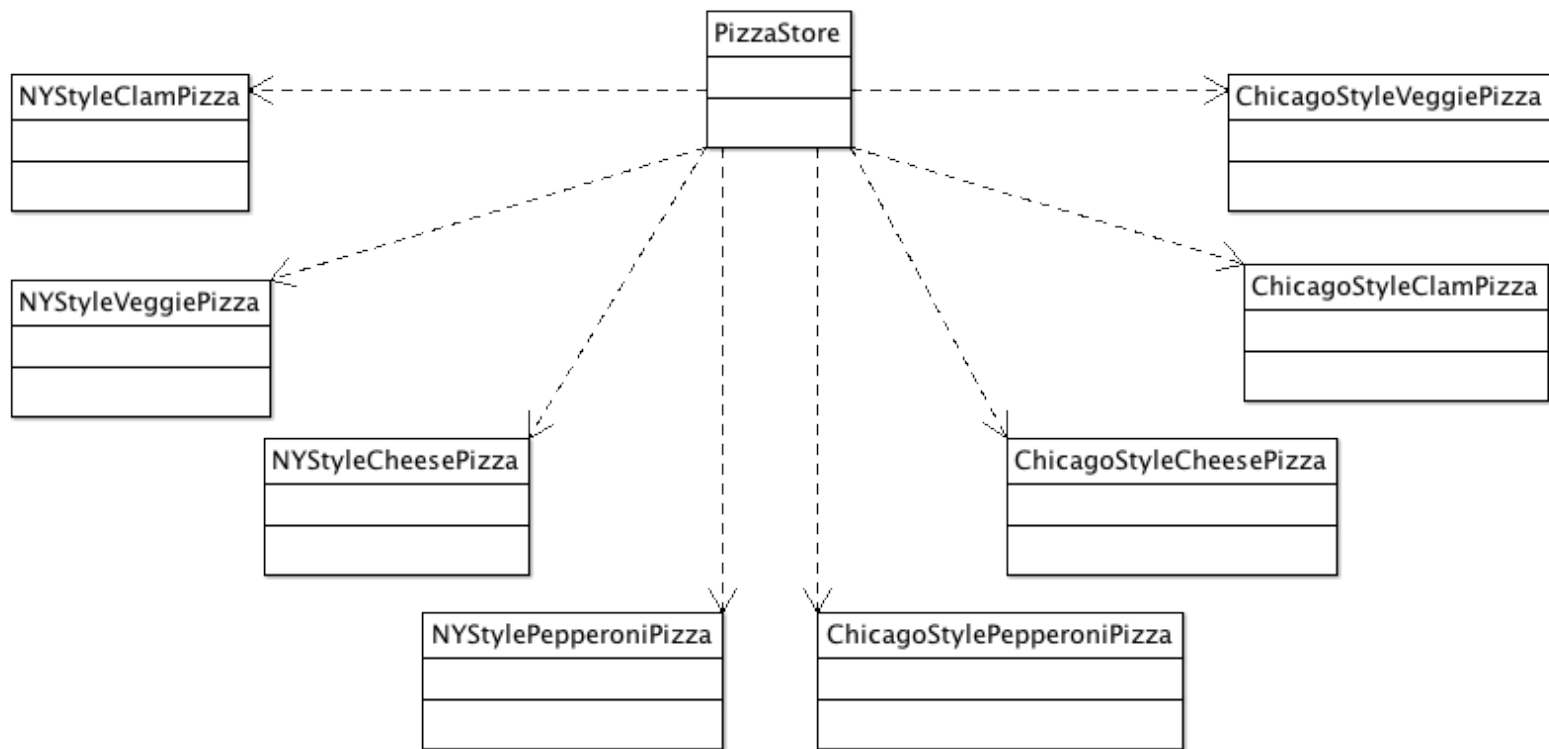 PizzaStore
NYStyleClamPizza
ChicagoStyleVeggiePizza
NYStyleVeggiePizza
ChicagoStyleClamPizza
NYStyleCheesePizza
ChicagoStyleCheesePizza
NYStylePepperoniPizza
ChicagoStylePepperoniPizza